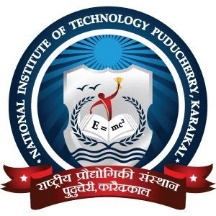 NATIONAL INSTITUTE OF TECHNOLOGY PUDUCHERRY, KARAIKAL
E = mc²
राष्ट्रीय प्रौद्योगिकी संस्थान
पुदुचेरी, कारैकाल